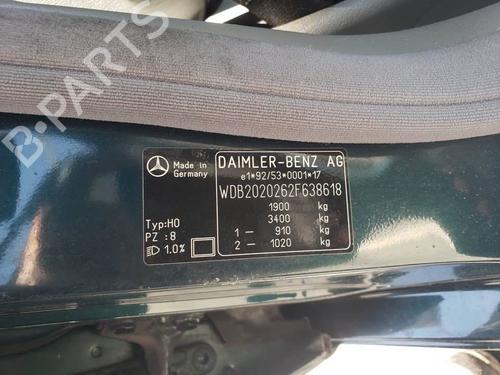 B-PARTS
Made in
Germany
DAIMLER-BENZ AG
e1*92/53*0001*17
WDB2020262F638618
1900 kg
3400 kg
1 — 910 kg
2 — 1020 kg
Typ:HO
PZ :8
1.0%